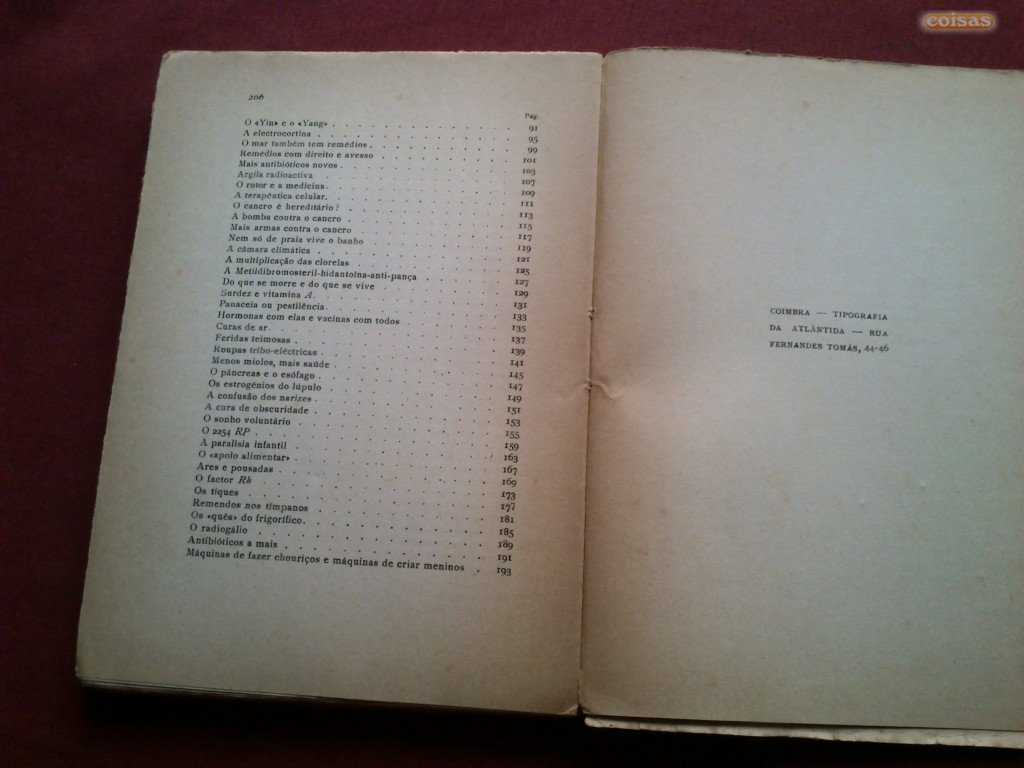 coisas
206
Pág.
O «Yin» e o «Yang» . 91
A electrocortina . 95
O mar também tem remédios . 99
Remédios com direito e avesso . 101
Mais antibióticos novos . 103
Argila radioactiva . 107
O rotor e a medicina . 109
A terapêutica celular . 111
O cancro é hereditário? . 113
A bomba contra o cancro . 115
Mais armas contra o cancro . 117
Nem só de praia vive o banho . 119
A câmara climática . 121
A multiplicação das clorelas . 125
A Metildibromosteril-hidantoína-anti-pança . 127
Do que se morre e do que se vive . 129
Surdez e vitamina A . 131
Panaceia ou pestilência . 133
Hormonas com elas e vacinas com todos . 135
Curas de ar . 137
Feridas teimosas . 139
Roupas tribo-eléctricas . 141
Menos miolos, mais saúde . 145
O pâncreas e o esófago . 147
Os estrogénios do lúpulo . 149
A confusão dos narizes . 151
A cura de obscuridade . 153
O sonho voluntário . 155
O 2254 RP . 159
A paralisia infantil . 163
O «apoio alimentar» . 167
Ares e pousadas . 169
O factor Rh . 173
Os tiques . 177
Remendos nos tímpanos . 181
Os «quês» do frigorífico . 185
O radiogálio . 189
Antibióticos a mais . 191
Máquinas de fazer chouriços e máquinas de criar meninos . 193
COIMBRA — TIPOGRAFIA
DA ATLÂNTIDA — RUA
FERNANDES TOMÁS, 44-46